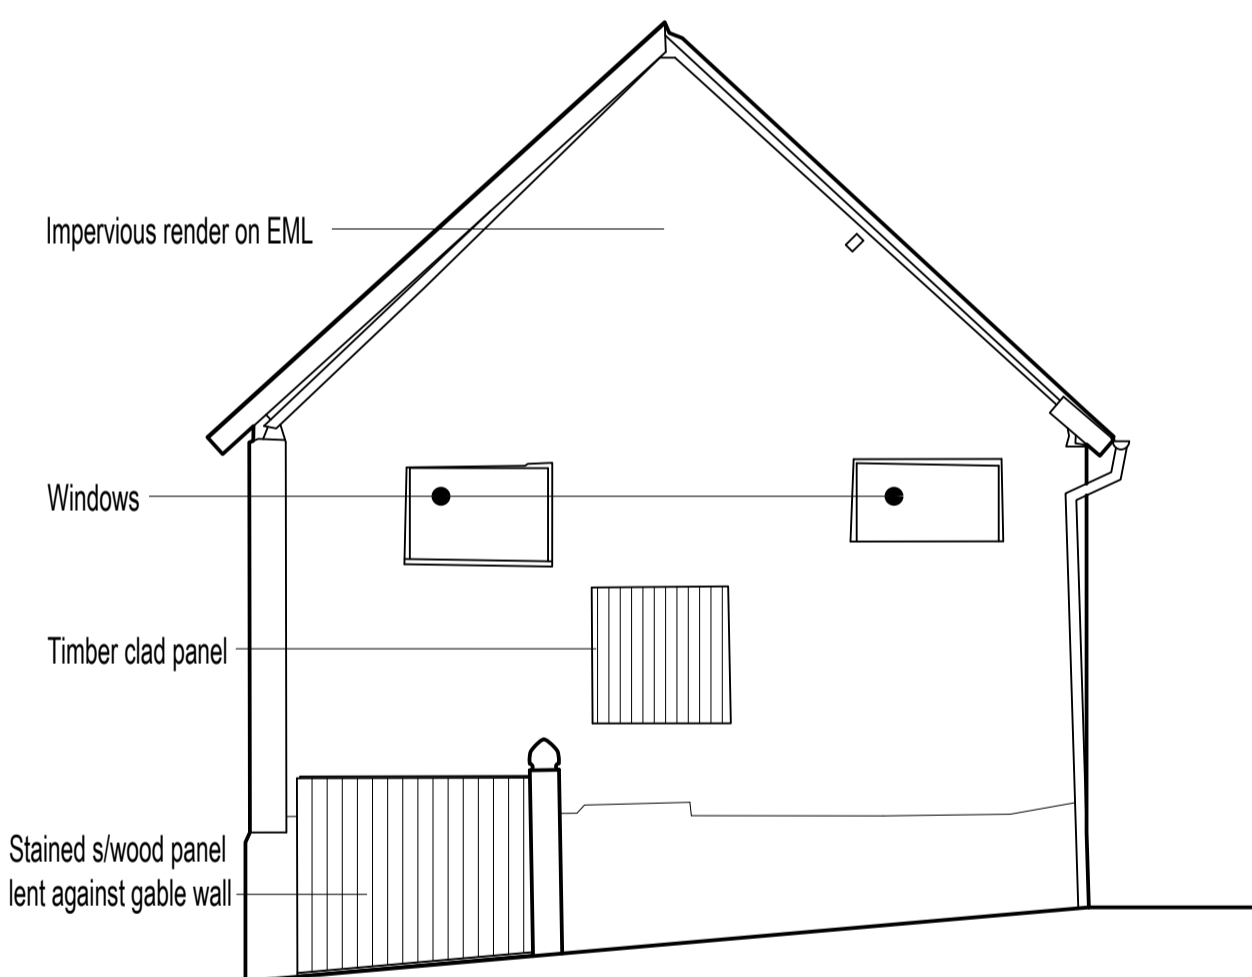 Impervious render on EML
Windows
Timber clad panel
Stained s/wood panel
lent against gable wall